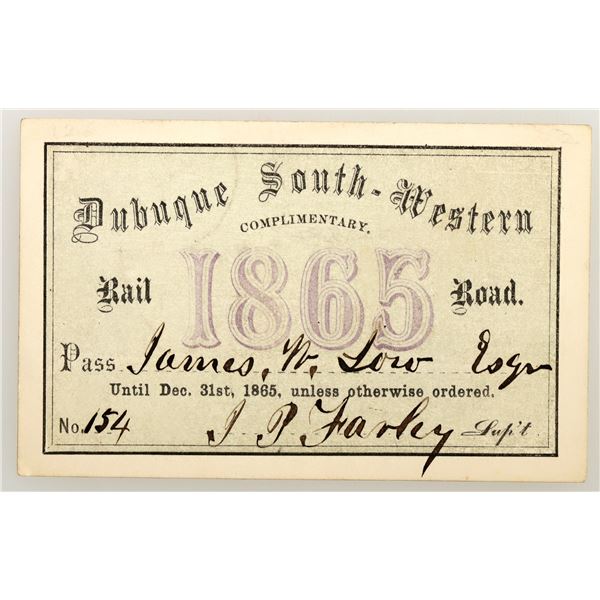 Dubuque South-Western
COMPLIMENTARY.
1865
Rail Road.
Pass James, W, Low Esqr
Until Dec. 31st, 1865, unless otherwise ordered.
No. 154 J P Farley Sup't